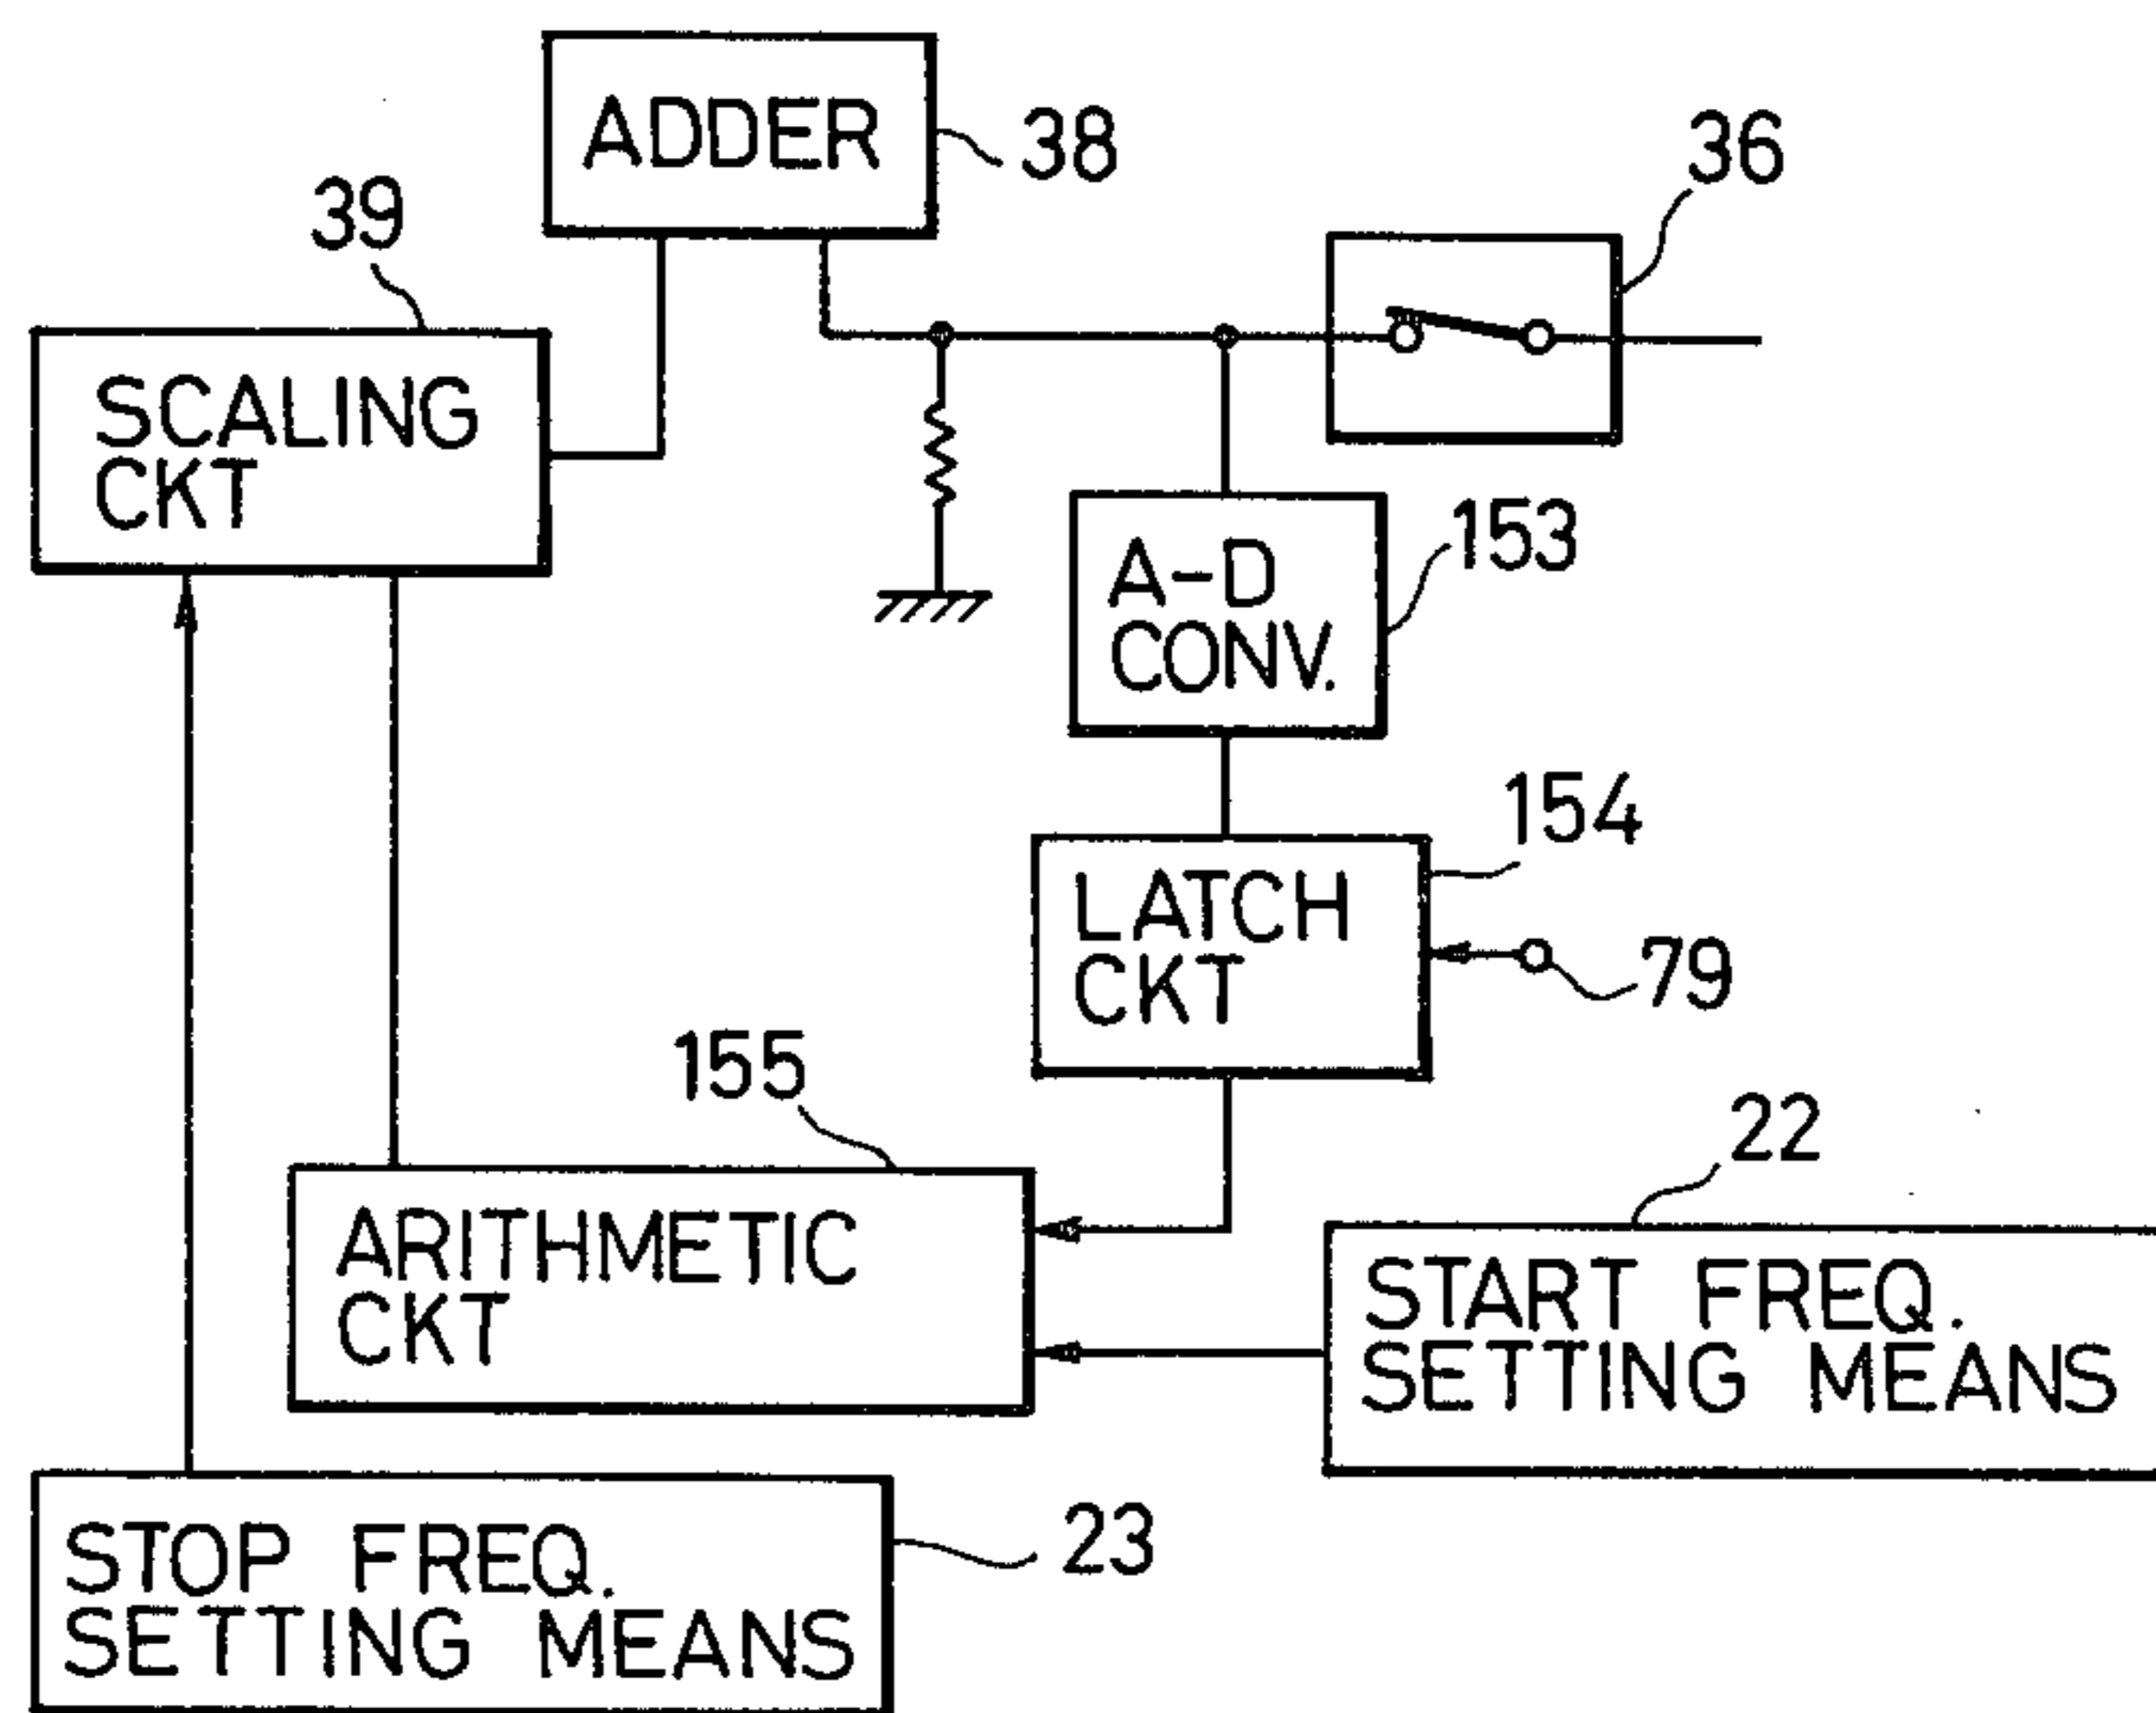 ADDER
38
36
39
SCALING
CKT
A-D
CONV.
153
154
LATCH
CKT
79
155
22
ARITHMETIC
CKT
START FREQ.
SETTING MEANS
STOP FREQ.
SETTING MEANS
23